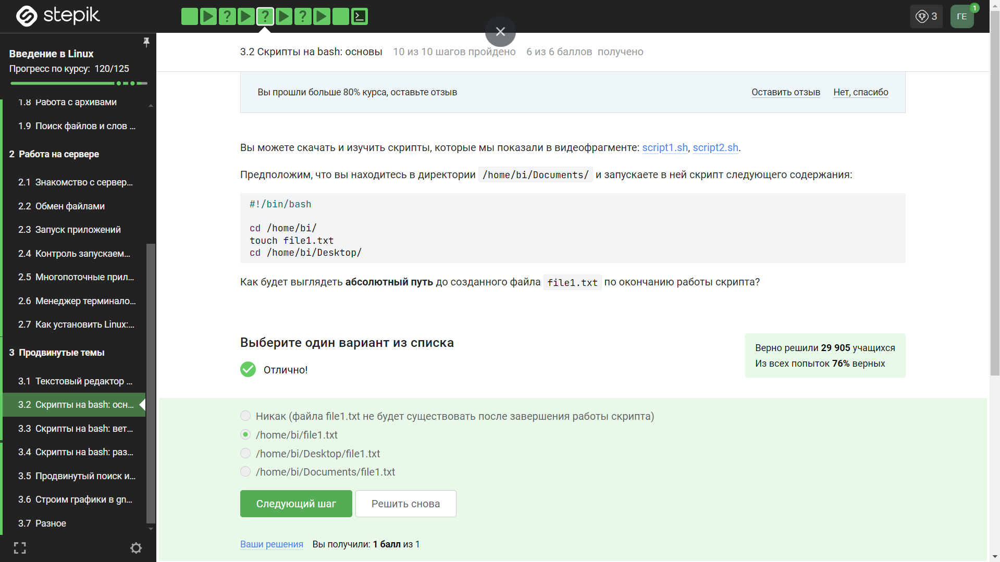 stepik
3
ГЕ
1
Введение в Linux
Прогресс по курсу: 120/125
1.8 Работа с архивами
1.9 Поиск файлов и слов ...
2 Работа на сервере
2.1 Знакомство с сервер...
2.2 Обмен файлами
2.3 Запуск приложений
2.4 Контроль запускаем...
2.5 Многопоточные прил...
2.6 Менеджер терминало...
2.7 Как установить Linux:...
3 Продвинутые темы
3.1 Текстовый редактор ...
3.2 Скрипты на bash: осн...
3.3 Скрипты на bash: вет...
3.4 Скрипты на bash: раз...
3.5 Продвинутый поиск и...
3.6 Строим графики в gn...
3.7 Разное
3.2 Скрипты на bash: основы 10 из 10 шагов пройдено 6 из 6 баллов получено
Вы прошли больше 80% курса, оставьте отзыв Оставить отзыв Нет, спасибо
Вы можете скачать и изучить скрипты, которые мы показали в видеофрагменте: script1.sh, script2.sh.
Предположим, что вы находитесь в директории /home/bi/Documents/ и запускаете в ней скрипт следующего содержания:
#!/bin/bash
cd /home/bi/
touch file1.txt
cd /home/bi/Desktop/
Как будет выглядеть абсолютный путь до созданного файла file1.txt по окончанию работы скрипта?
Выберите один вариант из списка
Отлично!
Верно решили 29 905 учащихся
Из всех попыток 76% верных
Никак (файла file1.txt не будет существовать после завершения работы скрипта)
/home/bi/file1.txt
/home/bi/Desktop/file1.txt
/home/bi/Documents/file1.txt
Следующий шаг Решить снова
Ваши решения Вы получили: 1 балл из 1